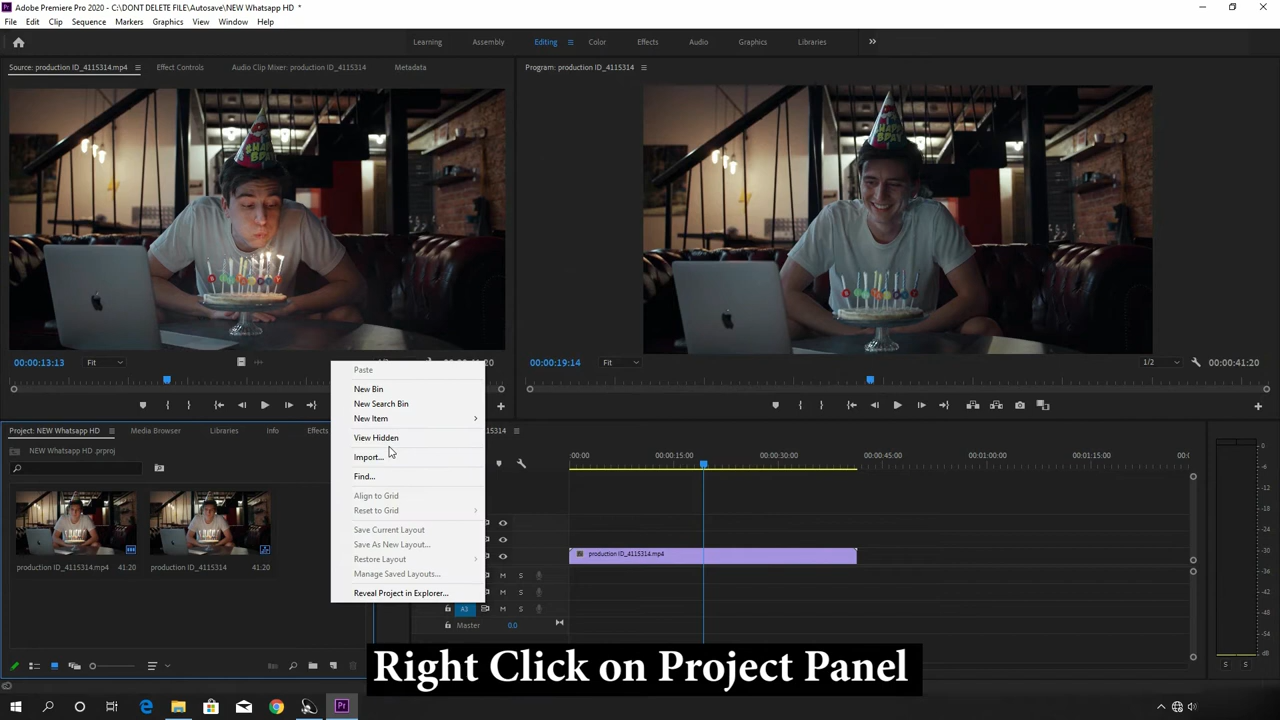 Adobe Premiere Pro 2020 - C:\DONT DELETE FILE\Autosave\NEW Whatsapp HD *
File Edit Clip Sequence Markers Graphics View Window Help
Learning Assembly Editing Color Effects Audio Graphics Libraries
Source: production ID_4115314.mp4 Effect Controls Audio Clip Mixer: production ID_4115314 Metadata
Program: production ID_4115314
HAPPY
BDAY
00:00:13:13 Fit
00:00:19:14 Fit 1/2 00:00:41:20
Paste
New Bin
New Search Bin
New Item
View Hidden
Import...
Find...
Align to Grid
Reset to Grid
Save Current Layout
Save As New Layout...
Restore Layout
Manage Saved Layouts...
Reveal Project in Explorer...
Project: NEW Whatsapp HD Media Browser Libraries Info Effects
NEW Whatsapp HD .prproj
production ID_4115314.mp4 41:20
production ID_4115314 41:20
:00:00 00:00:15:00 00:00:30:00 00:00:45:00 00:01:00:00 00:01:15:00
production ID_4115314.mp4
M S
M S
A3 M S
Master 0.0
S S
dB
Right Click on Project Panel